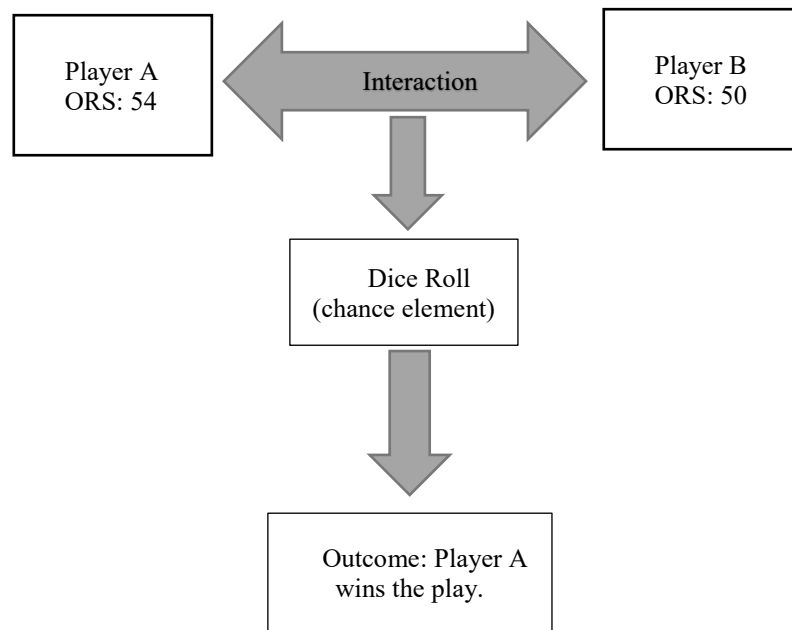 Player A
ORS: 54
Interaction
Player B
ORS: 50
Dice Roll
(chance element)
Outcome: Player A
wins the play.